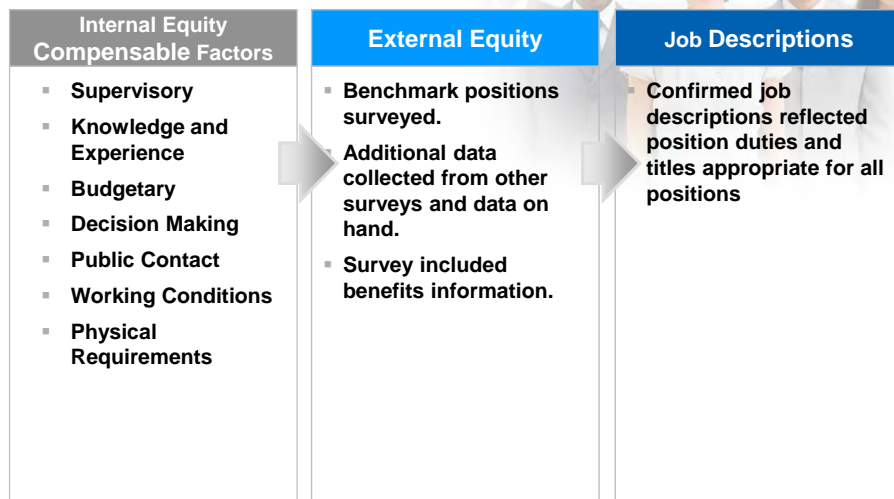 Internal Equity
Compensable Factors
▪ Supervisory
▪ Knowledge and
Experience
▪ Budgetary
▪ Decision Making
▪ Public Contact
▪ Working Conditions
▪ Physical
Requirements
External Equity
▪ Benchmark positions
surveyed.
▪ Additional data
collected from other
surveys and data on
hand.
▪ Survey included
benefits information.
Job Descriptions
▪ Confirmed job
descriptions reflected
position duties and
titles appropriate for all
positions